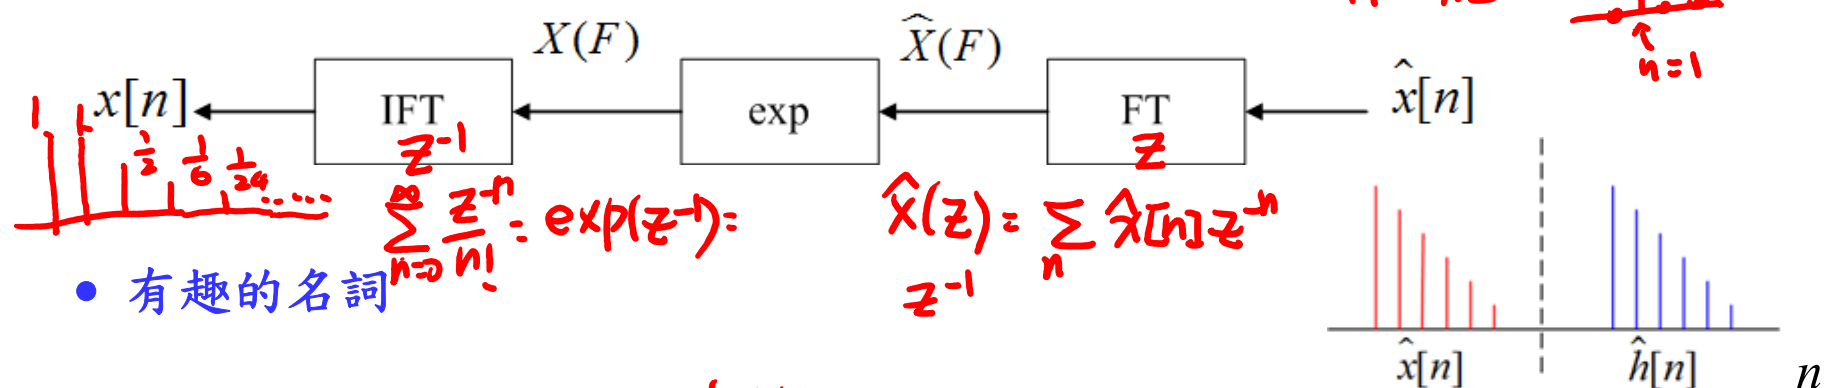 X(F)
X̂(F)
n=1
x[n]
IFT
exp
FT
x̂[n]
z⁻¹
z
1 1 1/2 1/6 1/24 ……
∑_{n=0}^{∞} z⁻ⁿ/n! = exp(z⁻¹) =
X̂(z) = ∑_n x̂[n] z⁻ⁿ
z⁻¹
• 有趣的名詞
x̂[n]
ĥ[n]
n